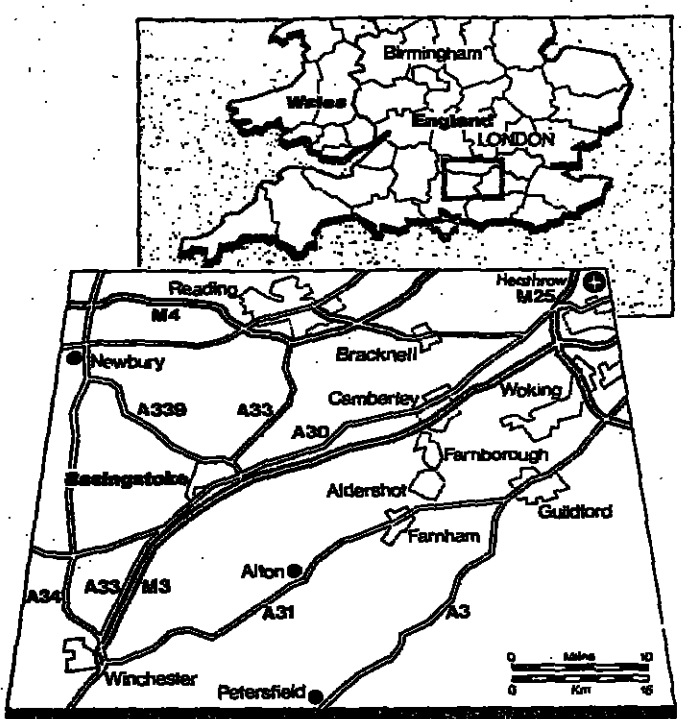 Birmingham
Wales
England
LONDON
Heathrow
Reading
M25
M4
Bracknell
Newbury
Camberley
Woking
A339
A33
A30
Farnborough
Basingstoke
Aldershot
Guildford
Farnham
Alton
A34
A33
M3
A31
A3
Winchester
Petersfield
0 Miles 10
0 Km 16